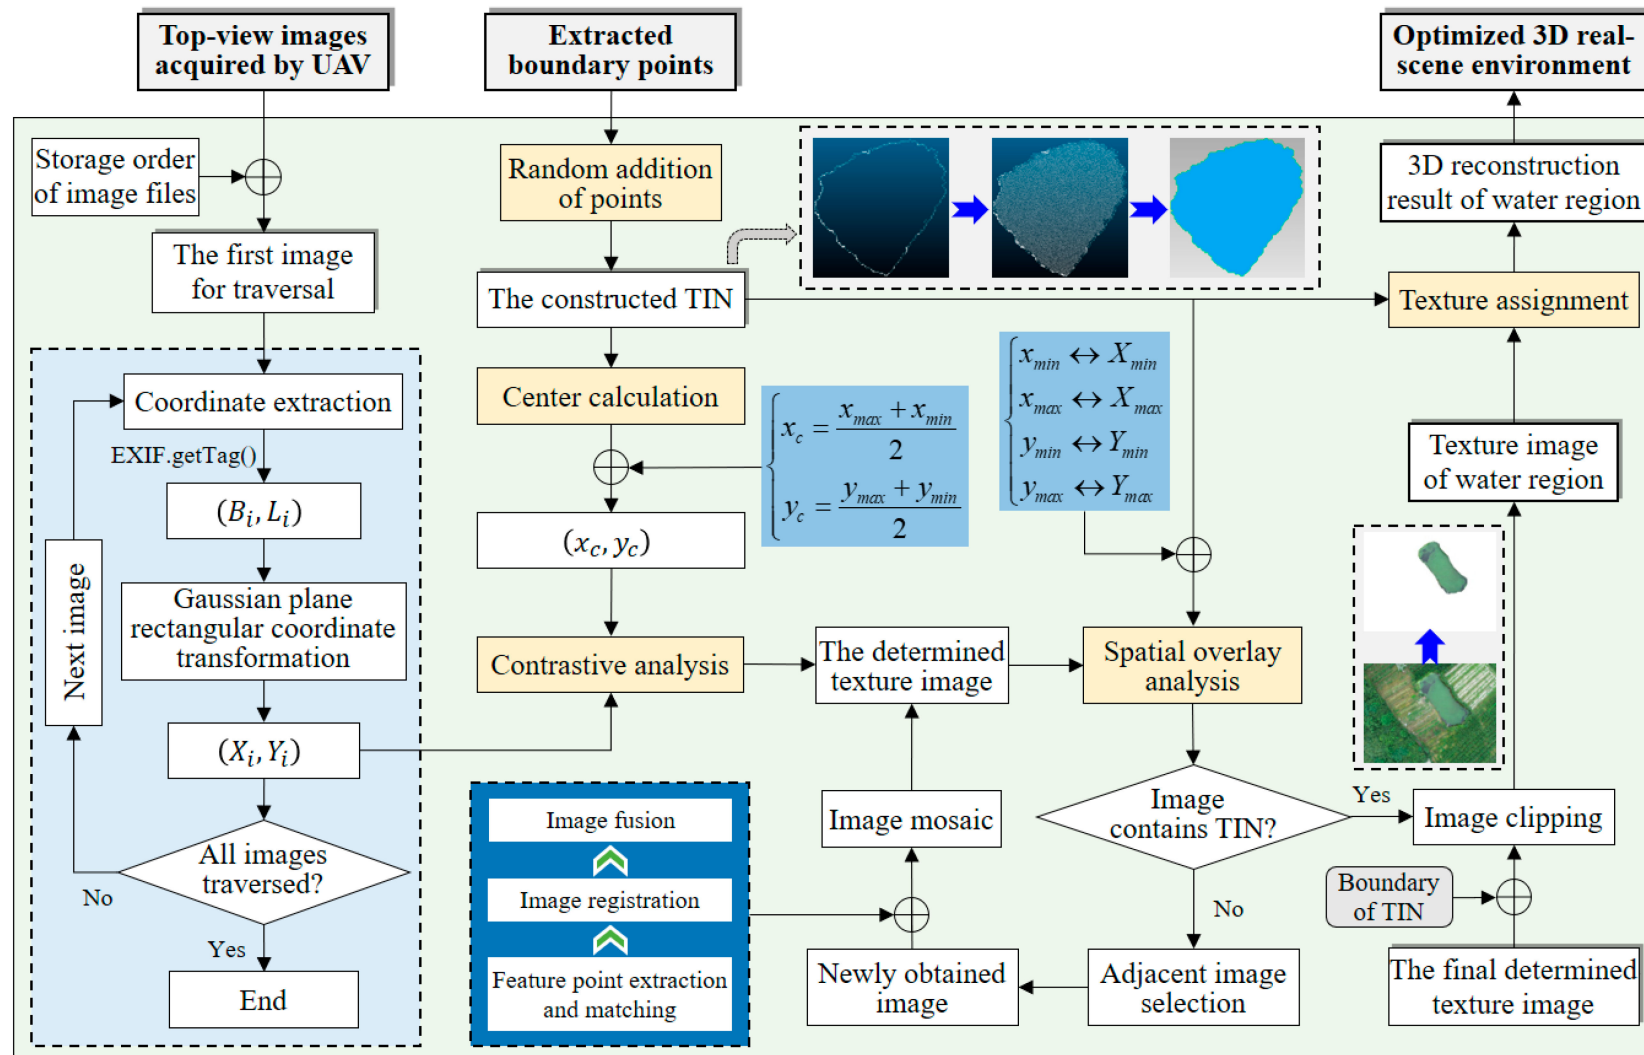 Top-view images
acquired by UAV
Extracted
boundary points
Optimized 3D real-
scene environment
Storage order
of image files
Random addition
of points
3D reconstruction
result of water region
The first image
for traversal
The constructed TIN
Texture assignment
Coordinate extraction
EXIF.getTag()
(B_i, L_i)
Gaussian plane
rectangular coordinate
transformation
(X_i, Y_i)
Next image
All images
traversed?
No
Yes
End
Center calculation
x_c = (x_max + x_min) / 2
y_c = (y_max + y_min) / 2
(x_c, y_c)
x_min ↔ X_min
x_max ↔ X_max
y_min ↔ Y_min
y_max ↔ Y_max
Contrastive analysis
The determined
texture image
Spatial overlay
analysis
Image
contains TIN?
Yes
No
Image mosaic
Image fusion
Image registration
Feature point extraction
and matching
Newly obtained
image
Adjacent image
selection
Texture image
of water region
Image clipping
Boundary
of TIN
The final determined
texture image